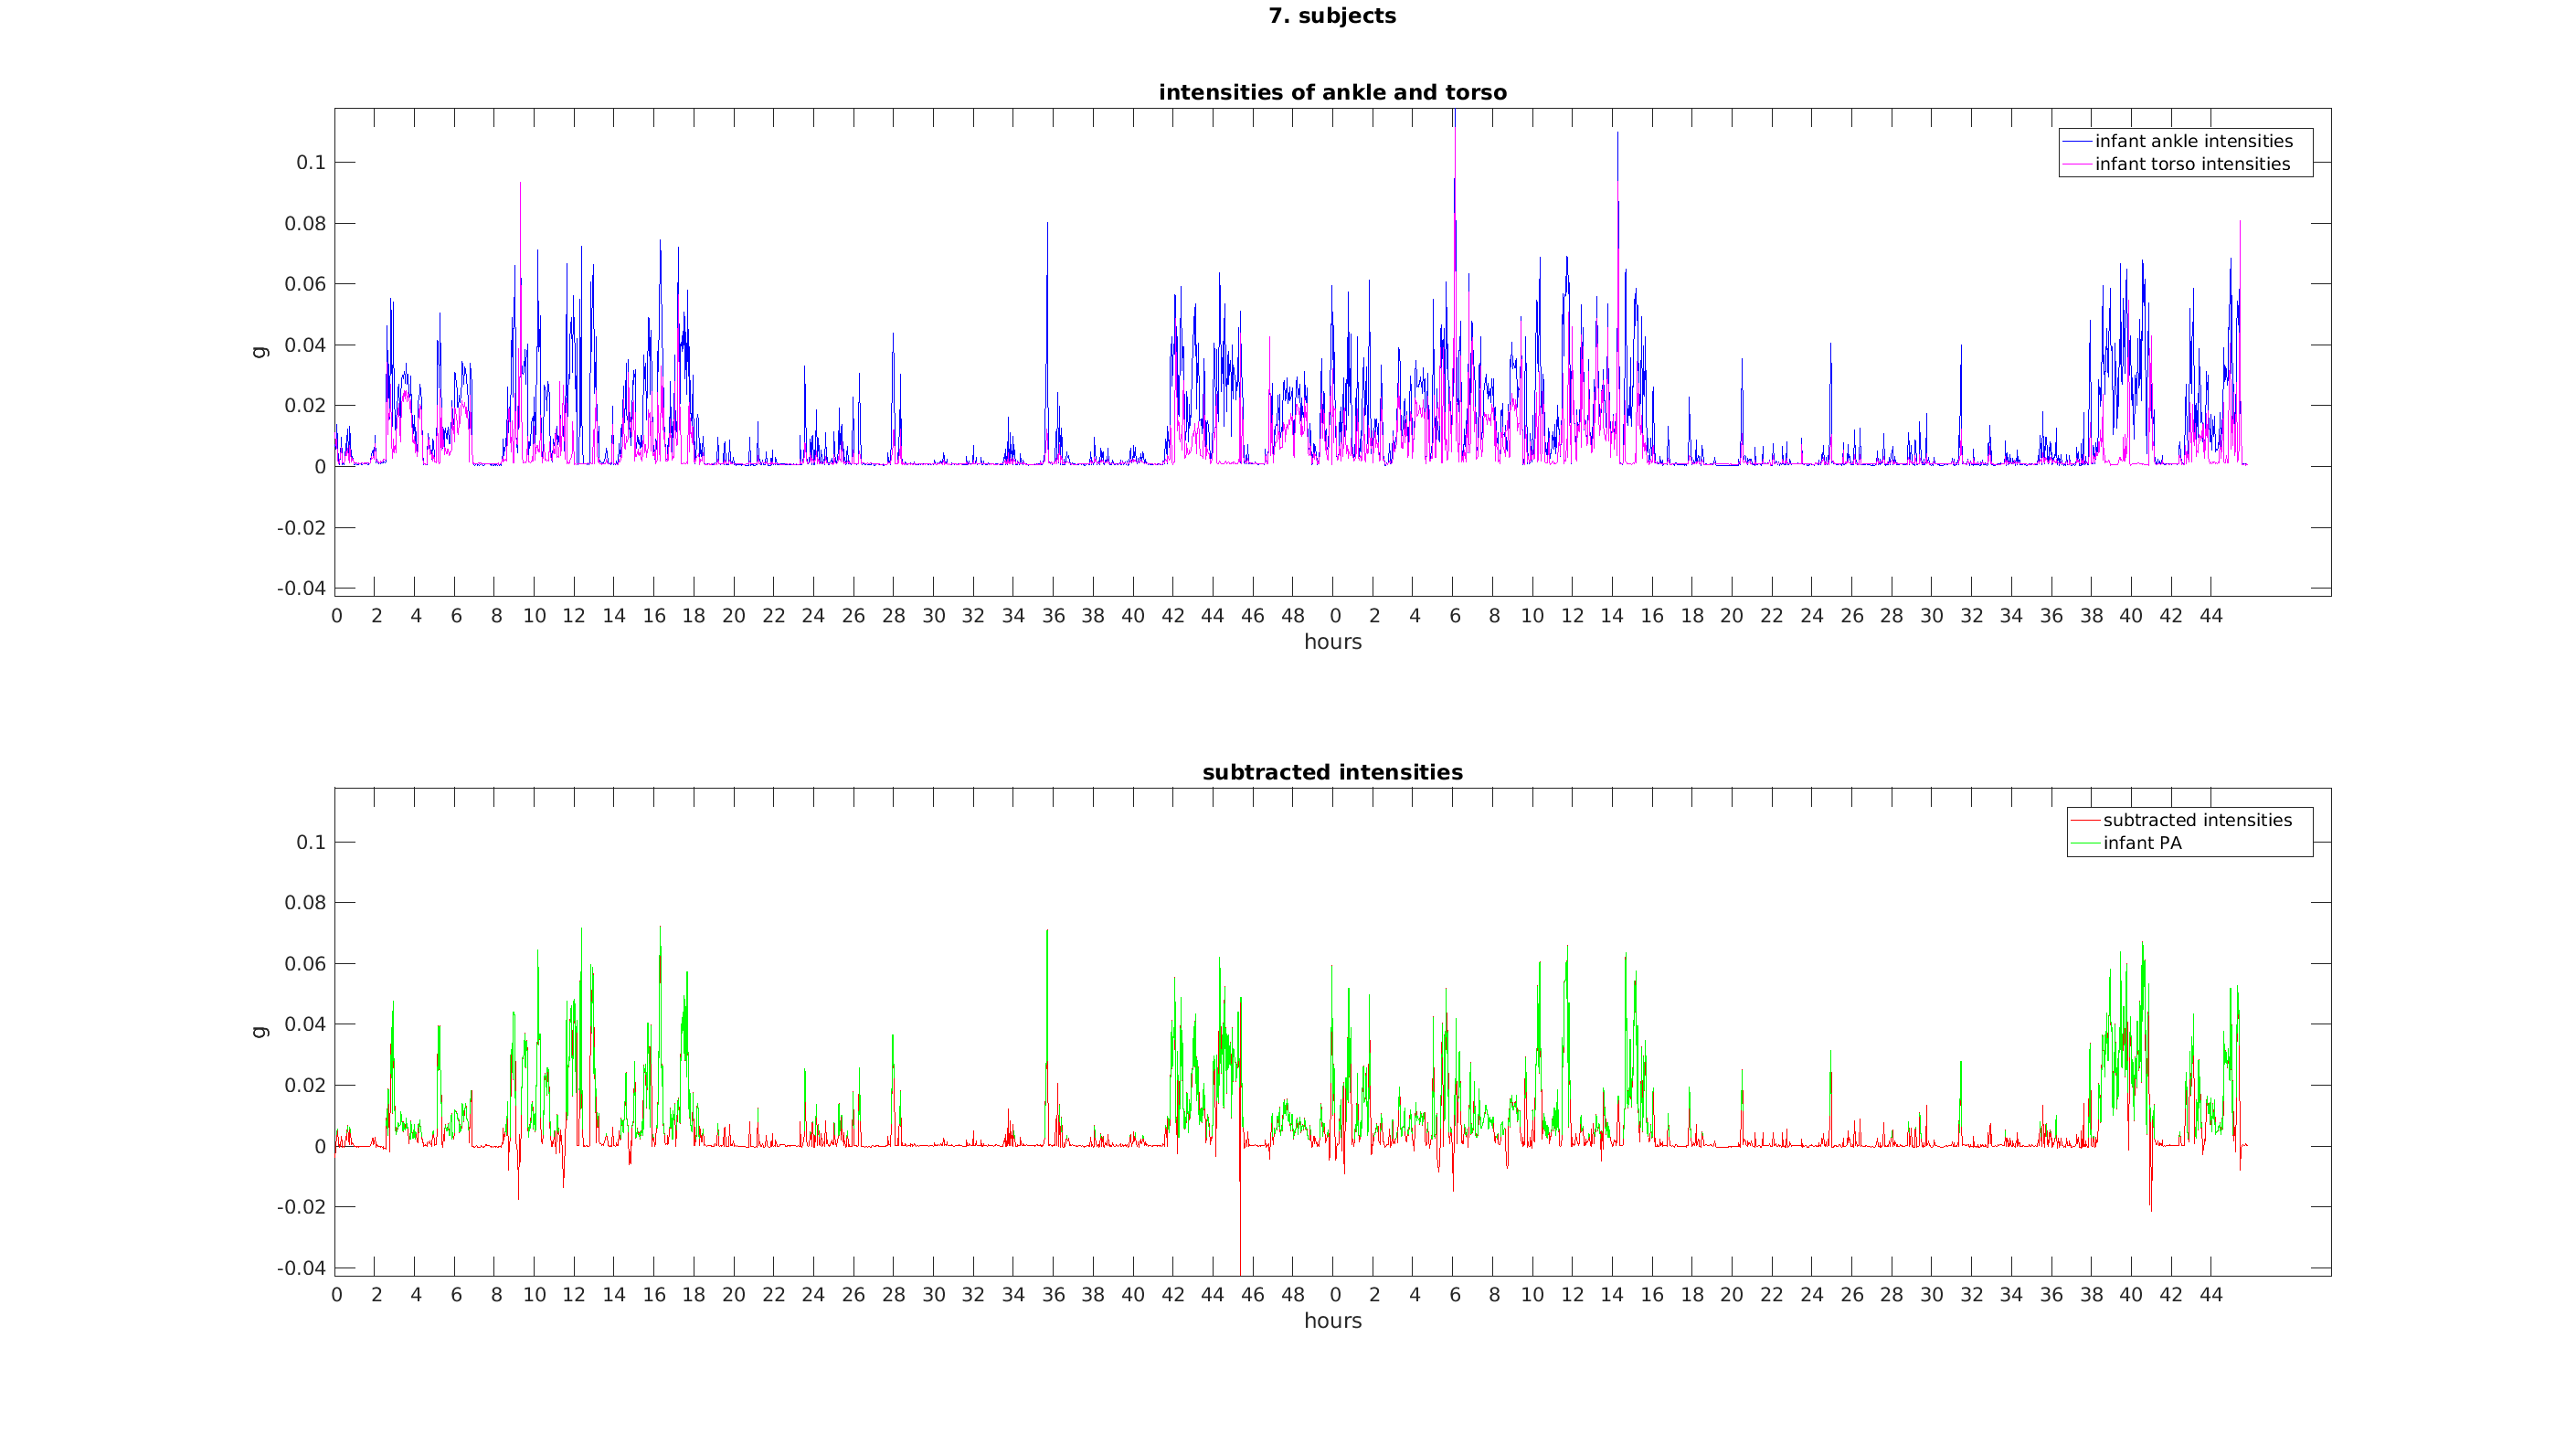 7. subjects
intensities of ankle and torso
infant ankle intensities
infant torso intensities
g
0.1
0.08
0.06
0.04
0.02
0
-0.02
-0.04
0 2 4 6 8 10 12 14 16 18 20 22 24 26 28 30 32 34 36 38 40 42 44 46 48 0 2 4 6 8 10 12 14 16 18 20 22 24 26 28 30 32 34 36 38 40 42 44
hours
subtracted intensities
subtracted intensities
infant PA
g
0.1
0.08
0.06
0.04
0.02
0
-0.02
-0.04
0 2 4 6 8 10 12 14 16 18 20 22 24 26 28 30 32 34 36 38 40 42 44 46 48 0 2 4 6 8 10 12 14 16 18 20 22 24 26 28 30 32 34 36 38 40 42 44
hours